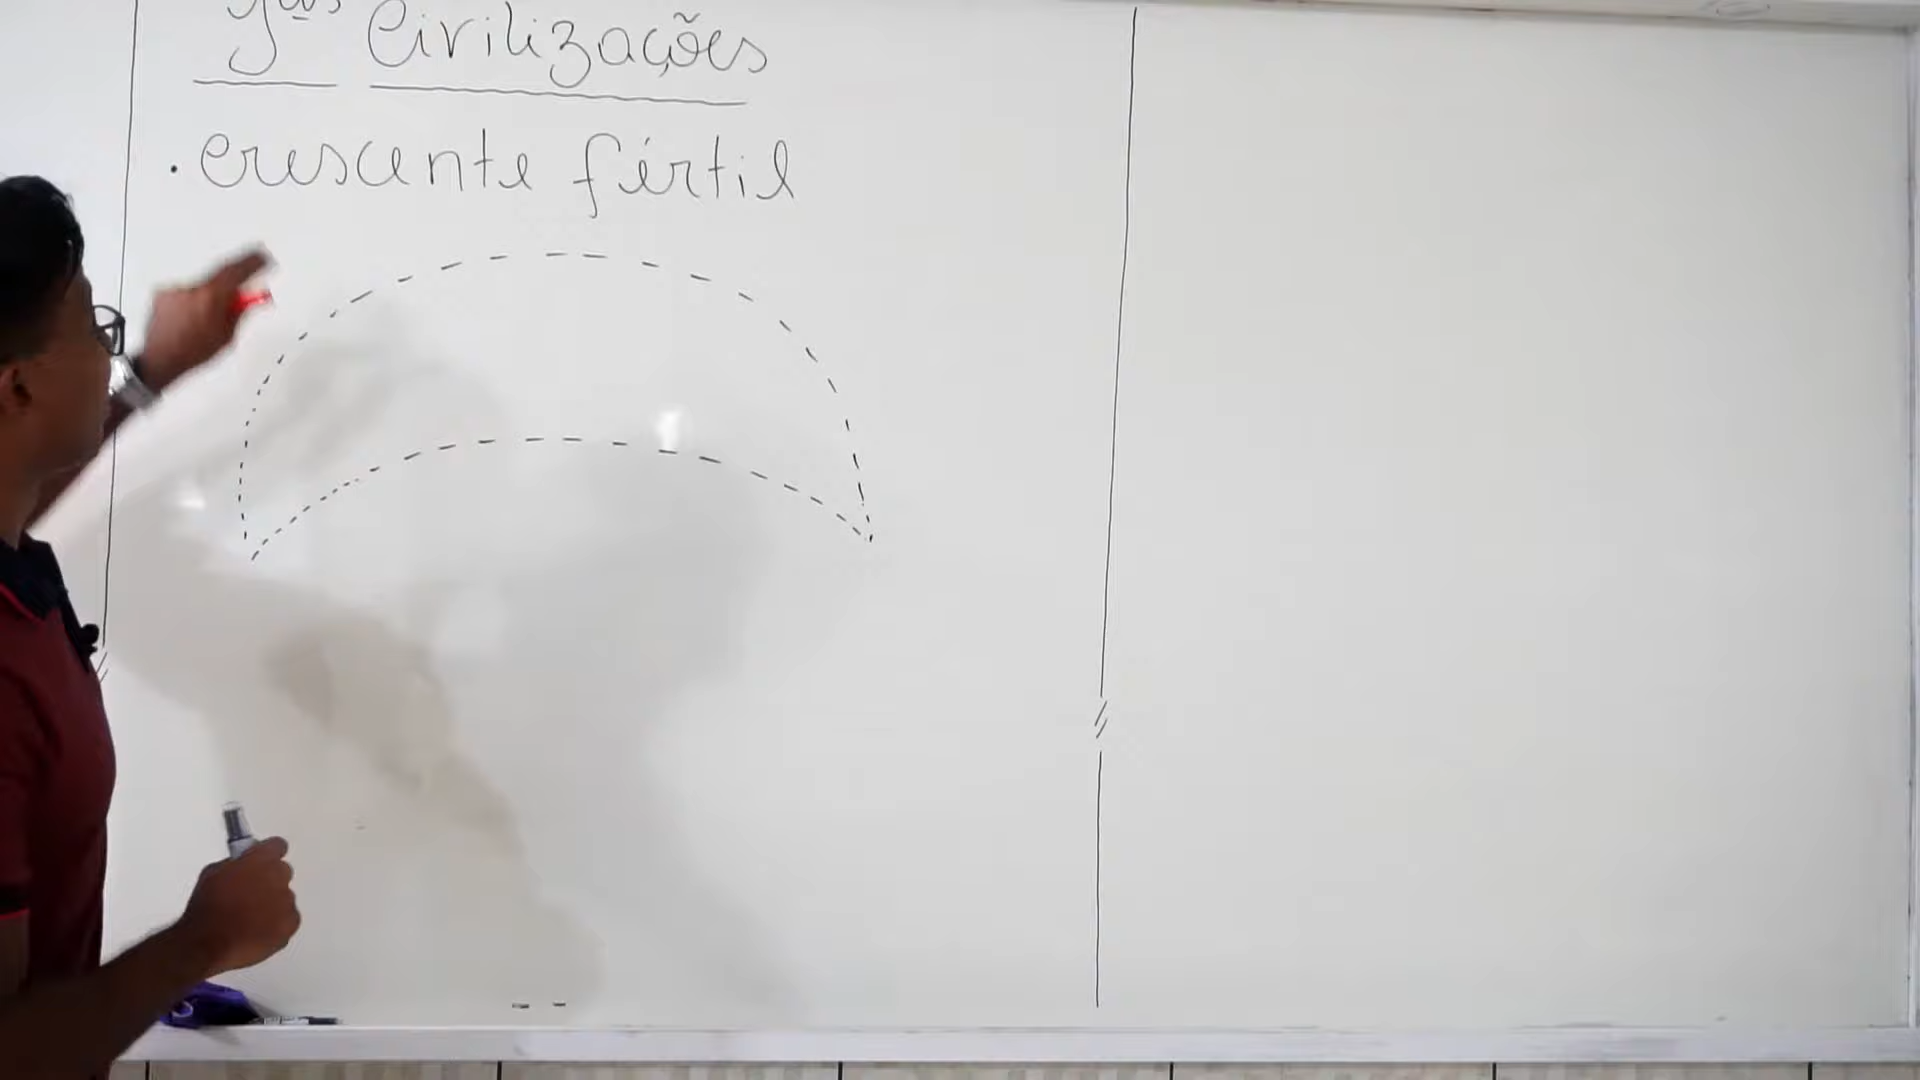 Civilizações
• crescente fértil